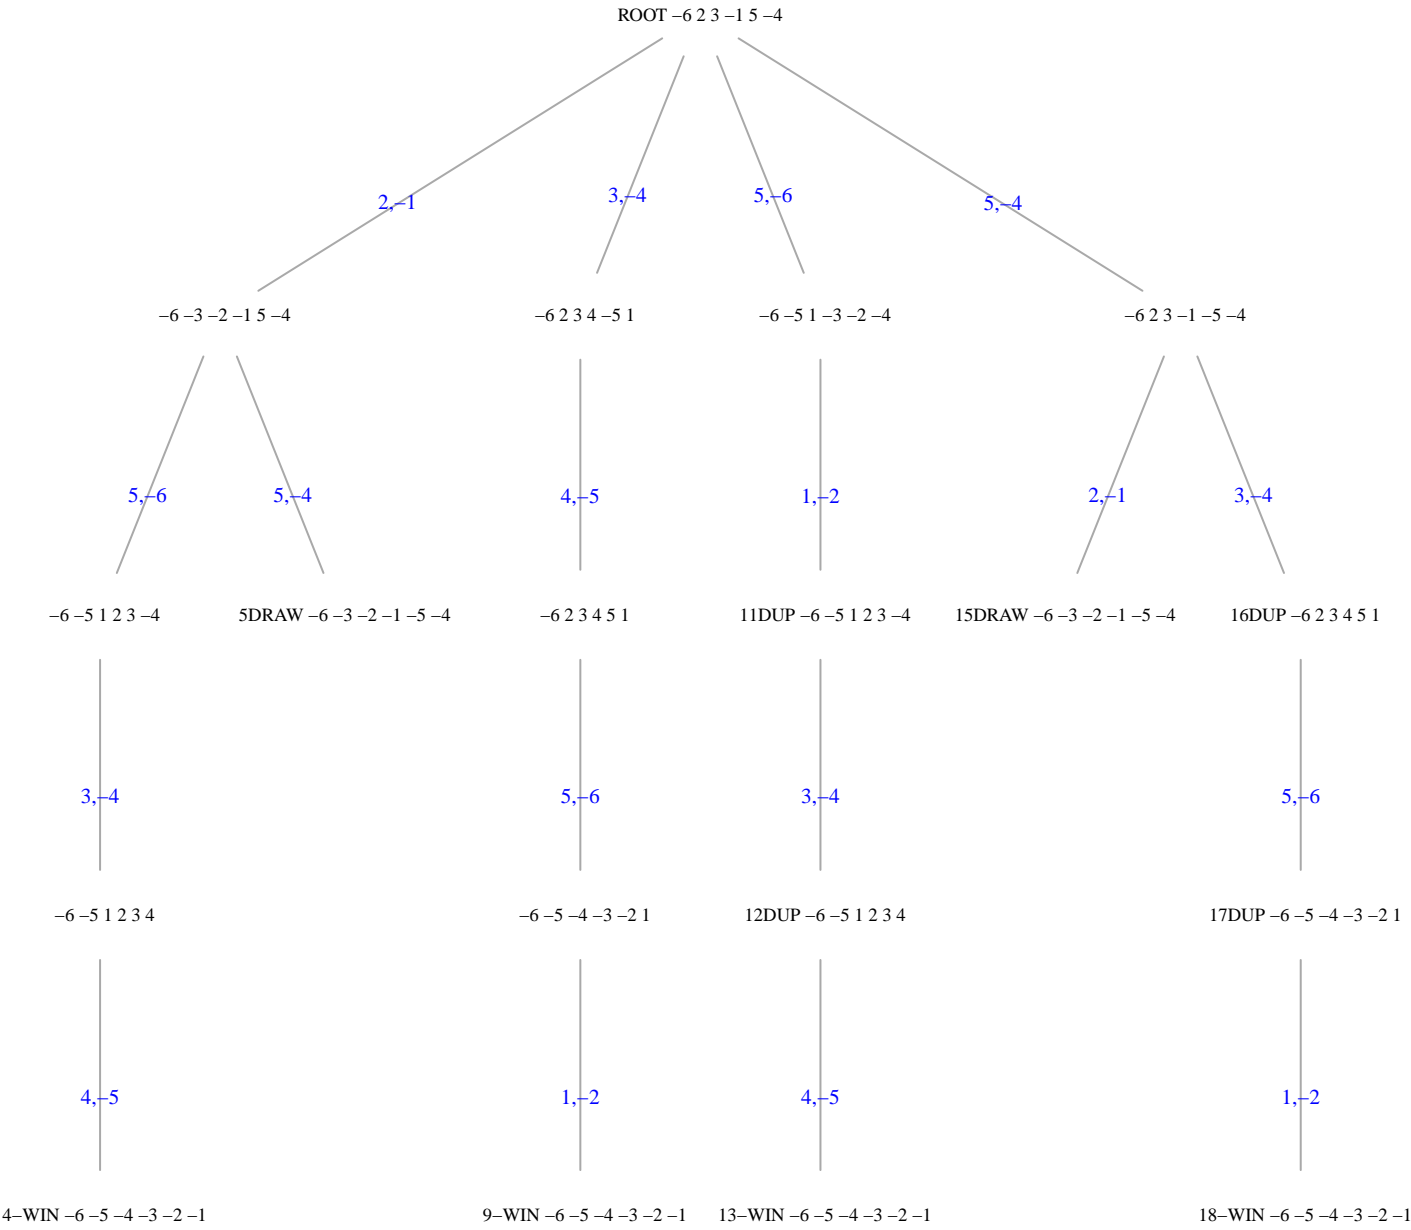 ROOT –6 2 3 –1 5 –4
2,–1
3,–4
5,–6
5,–4
–6 –3 –2 –1 5 –4
–6 2 3 4 –5 1
–6 –5 1 –3 –2 –4
–6 2 3 –1 –5 –4
5,–6
5,–4
4,–5
1,–2
2,–1
3,–4
–6 –5 1 2 3 –4
5DRAW –6 –3 –2 –1 –5 –4
–6 2 3 4 5 1
11DUP –6 –5 1 2 3 –4
15DRAW –6 –3 –2 –1 –5 –4
16DUP –6 2 3 4 5 1
3,–4
5,–6
3,–4
5,–6
–6 –5 1 2 3 4
–6 –5 –4 –3 –2 1
12DUP –6 –5 1 2 3 4
17DUP –6 –5 –4 –3 –2 1
4,–5
1,–2
4,–5
1,–2
4–WIN –6 –5 –4 –3 –2 –1
9–WIN –6 –5 –4 –3 –2 –1
13–WIN –6 –5 –4 –3 –2 –1
18–WIN –6 –5 –4 –3 –2 –1